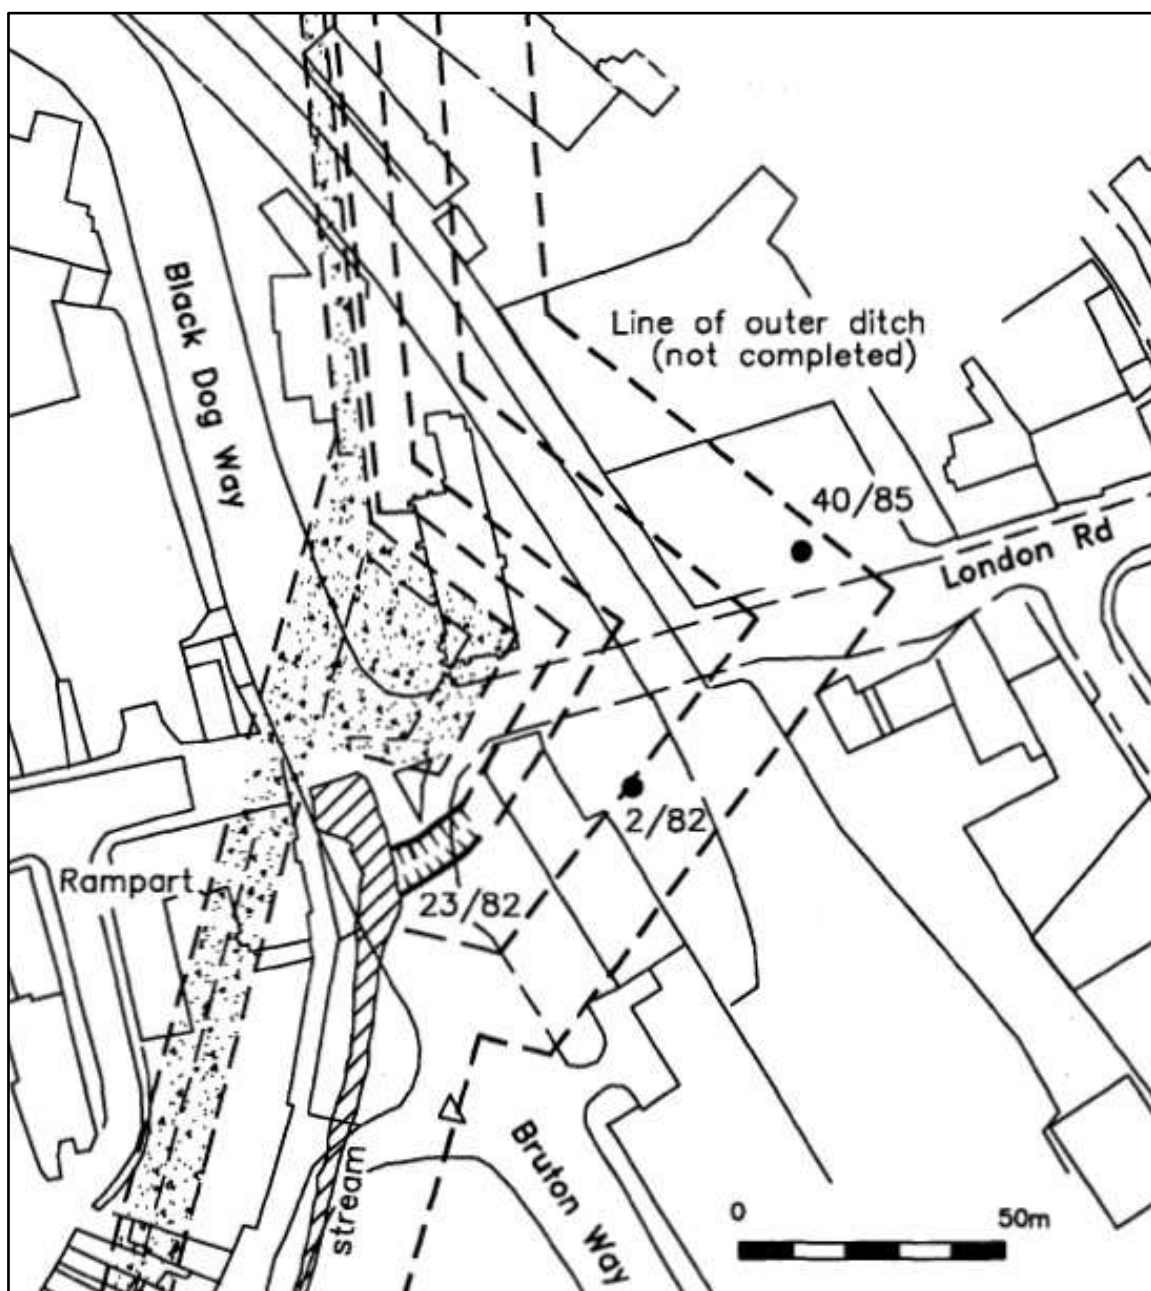 Black Dog Way
Line of outer ditch
(not completed)
40/85
London Rd
2/82
Rampart
23/82
stream
Bruton Way
0
50m